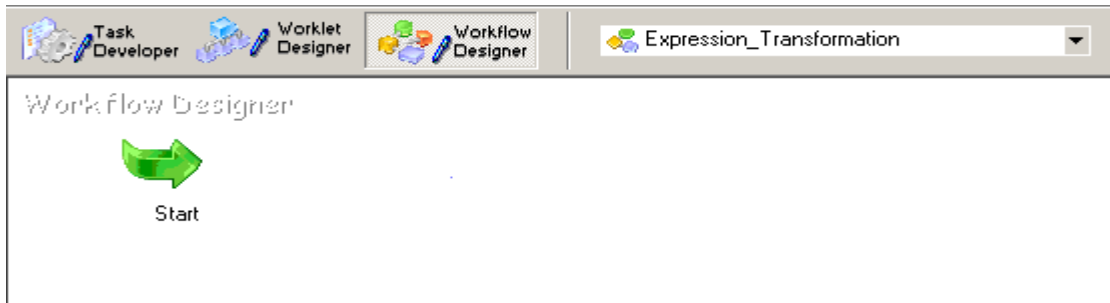 Task
Developer
Worklet
Designer
Workflow
Designer
Expression_Transformation
Workflow Designer
Start